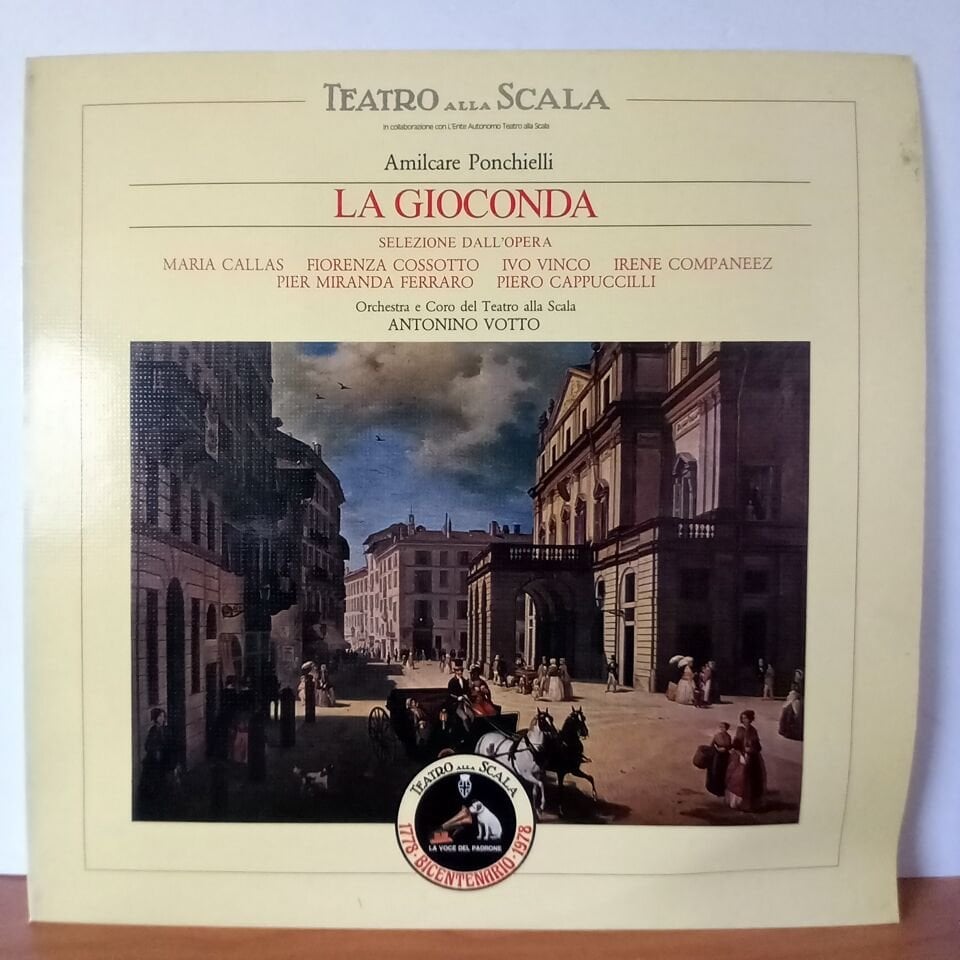 TEATRO ALLA SCALA
In collaborazione con L'Ente Autonomo Teatro alla Scala
Amilcare Ponchielli
LA GIOCONDA
SELEZIONE DALL'OPERA
MARIA CALLAS FIORENZA COSSOTTO IVO VINCO IRENE COMPANEEZ
PIER MIRANDA FERRARO PIERO CAPPUCCILLI
Orchestra e Coro del Teatro alla Scala
ANTONINO VOTTO
TEATRO ALLA SCALA
LA VOCE DEL PADRONE
1778·BICENTENARIO·1978